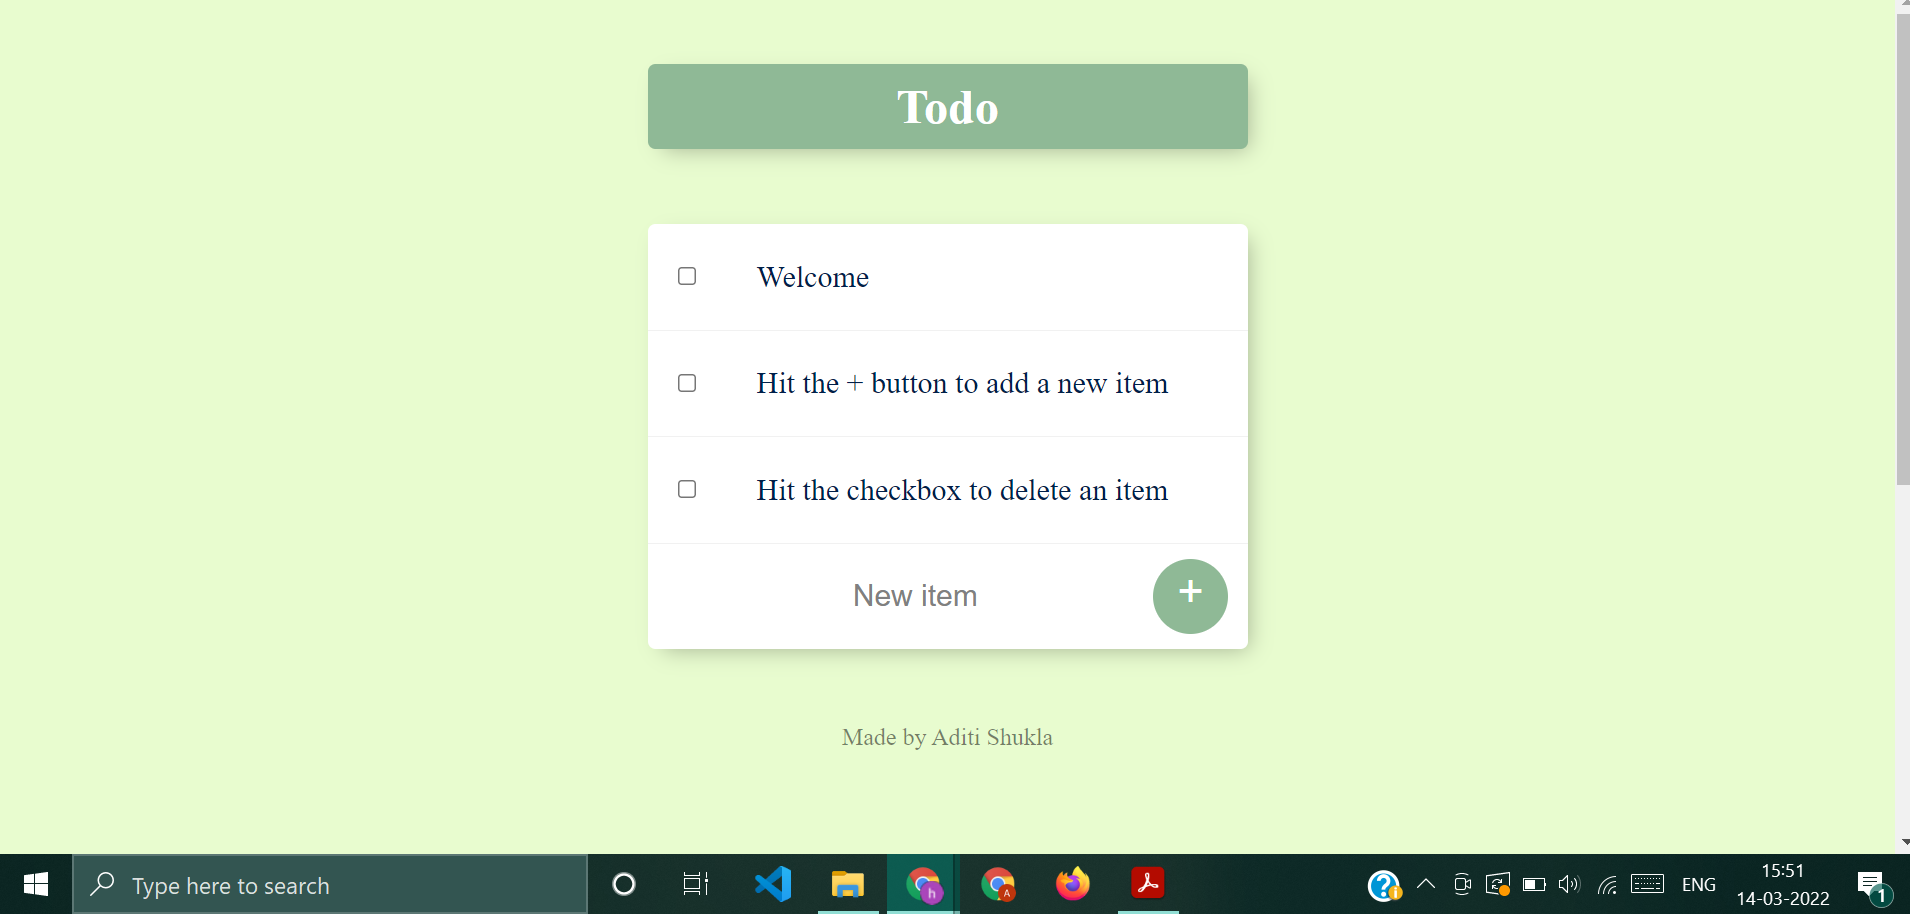 Todo
Welcome
Hit the + button to add a new item
Hit the checkbox to delete an item
New item
+
Made by Aditi Shukla
Type here to search
h
A
ENG
15:51
14-03-2022
1